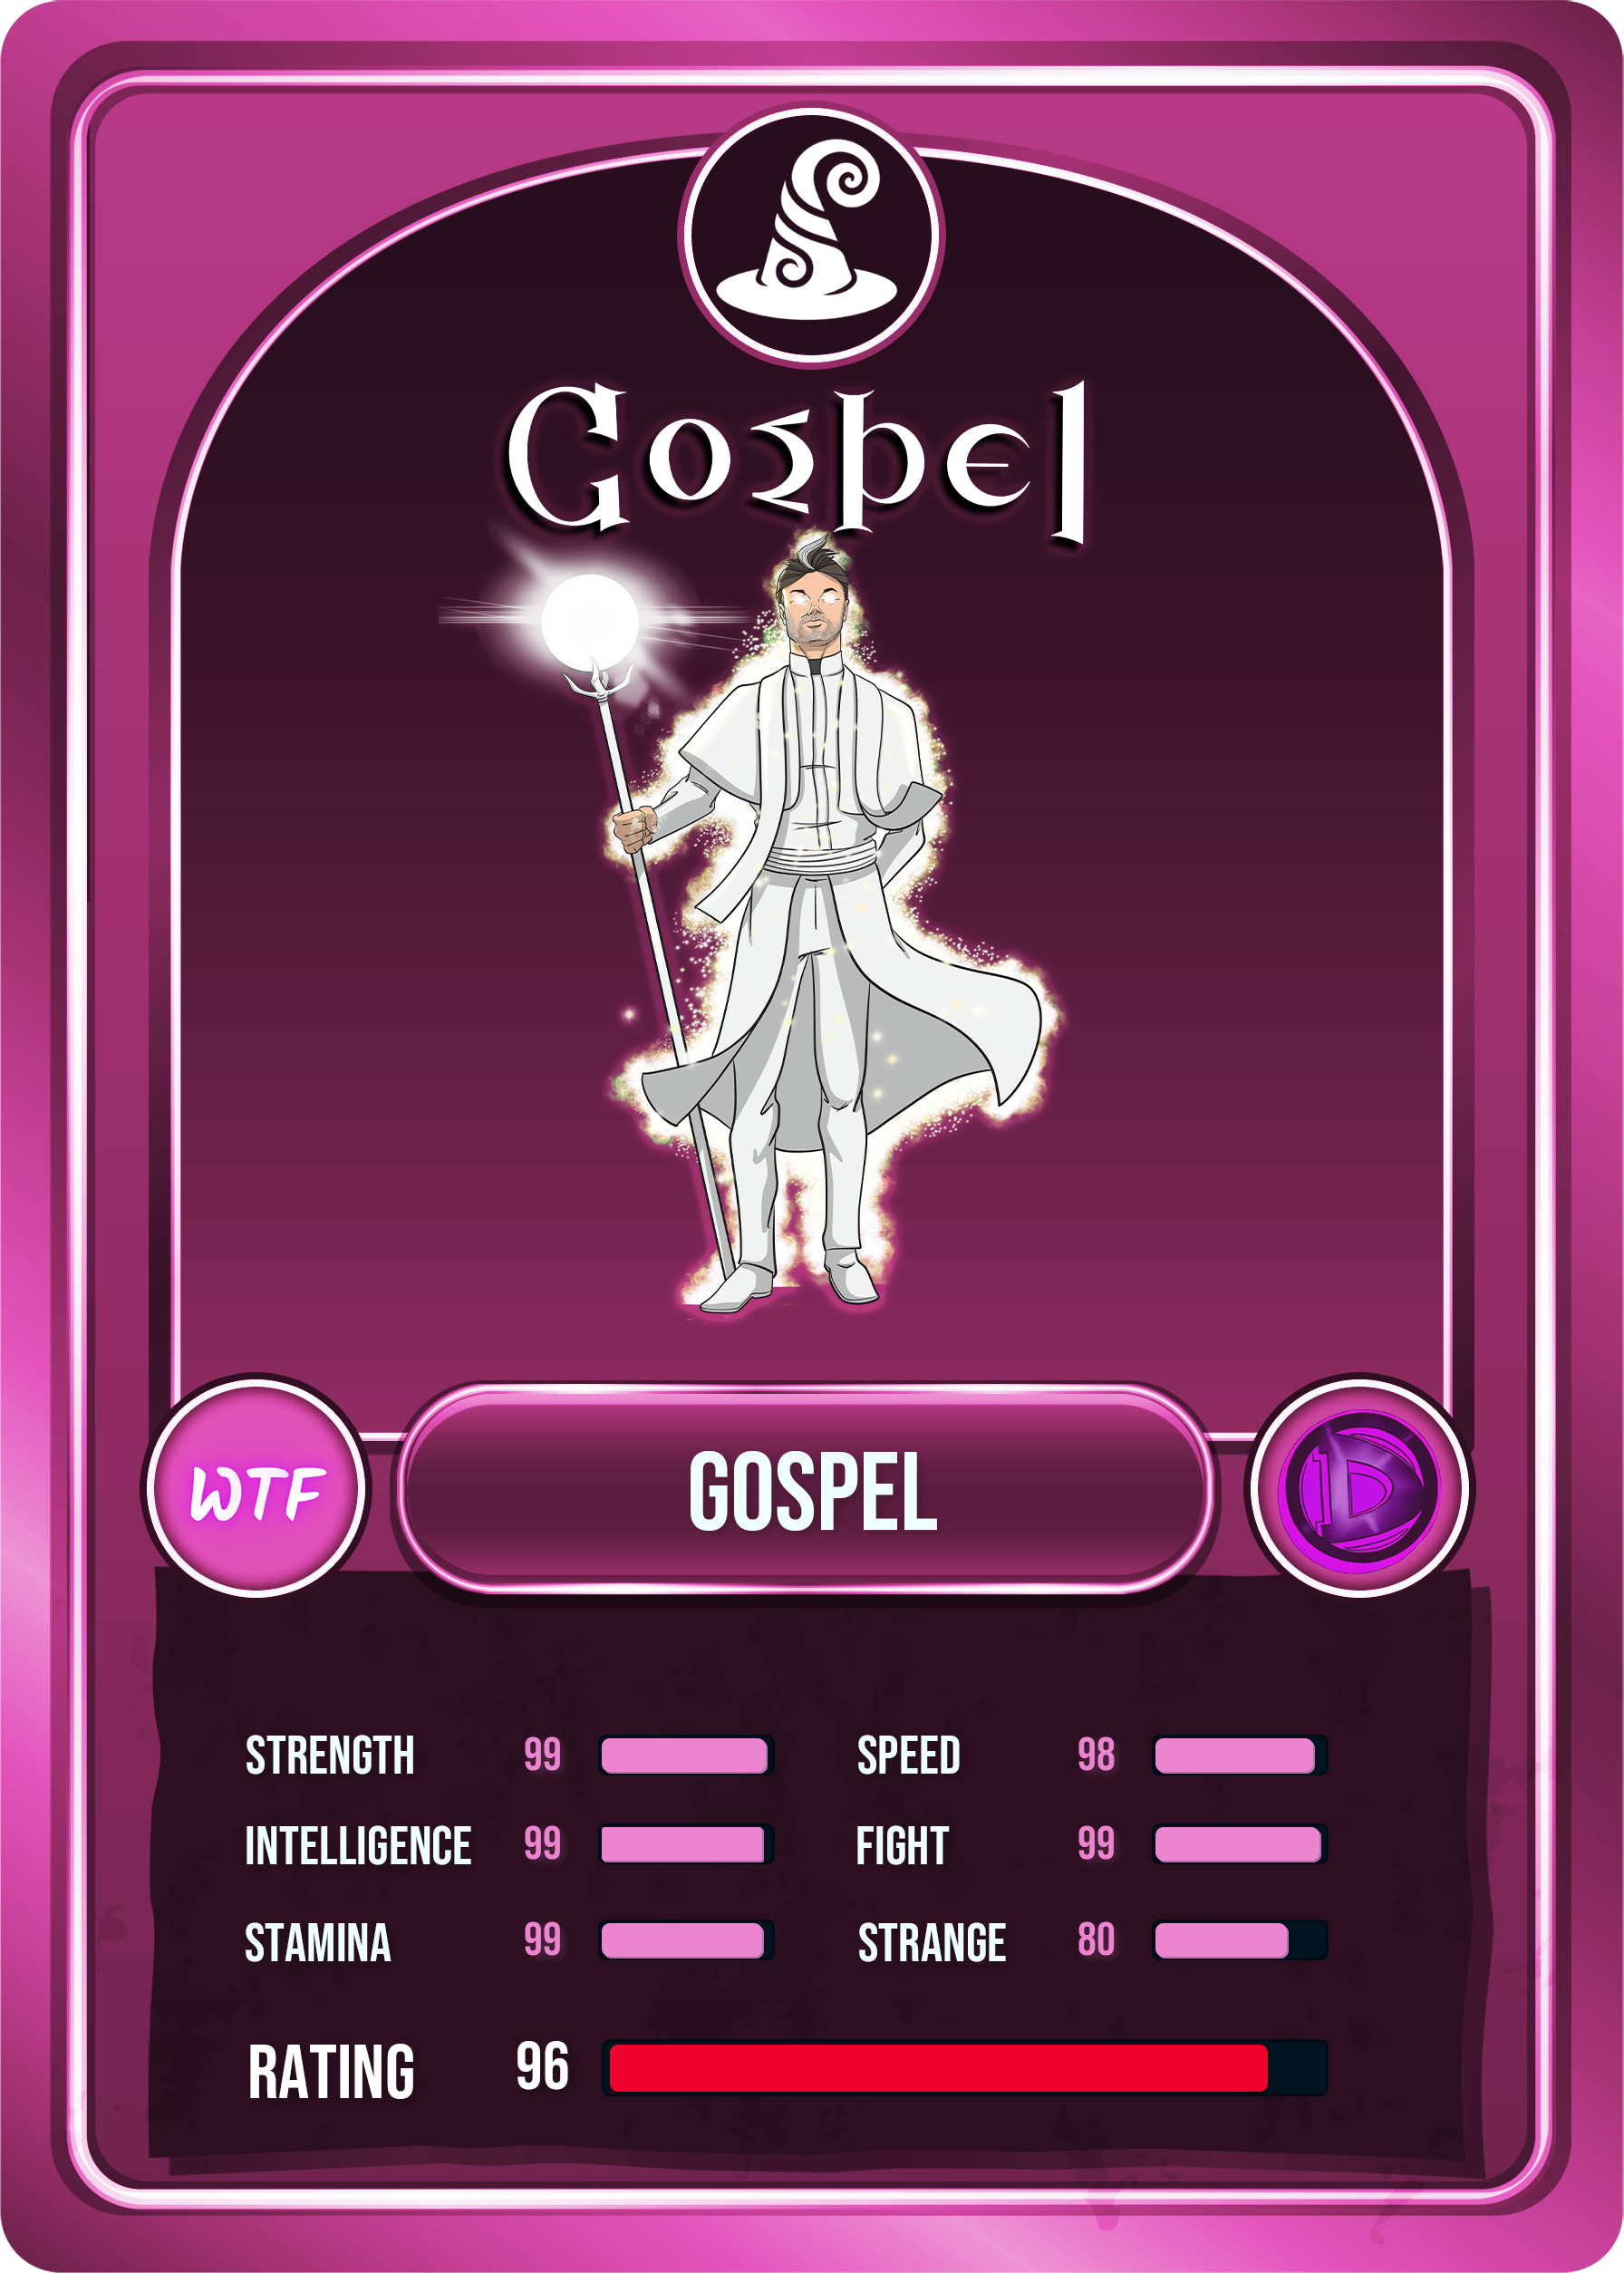 Gospel
WTF
GOSPEL
D
STRENGTH 99
SPEED 98
INTELLIGENCE 99
FIGHT 99
STAMINA 99
STRANGE 80
RATING 96